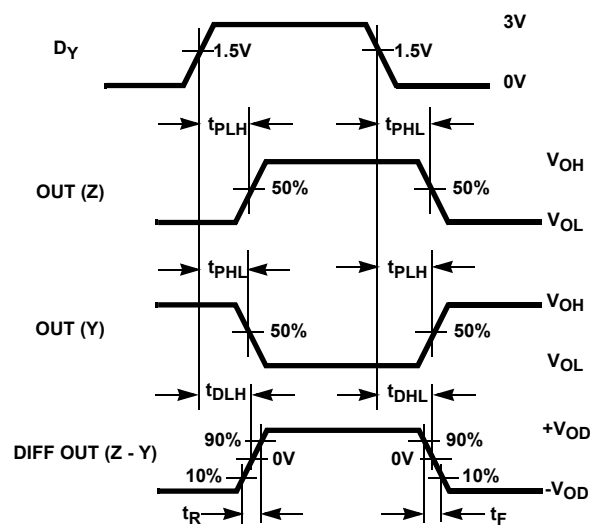 3V
DY 1.5V 1.5V
0V
tPLH tPHL
VOH
OUT (Z) 50% 50%
VOL
tPHL tPLH
VOH
OUT (Y) 50% 50%
VOL
tDLH tDHL
+VOD
90% 90%
DIFF OUT (Z - Y) 0V 0V
10% 10%
-VOD
tR tF